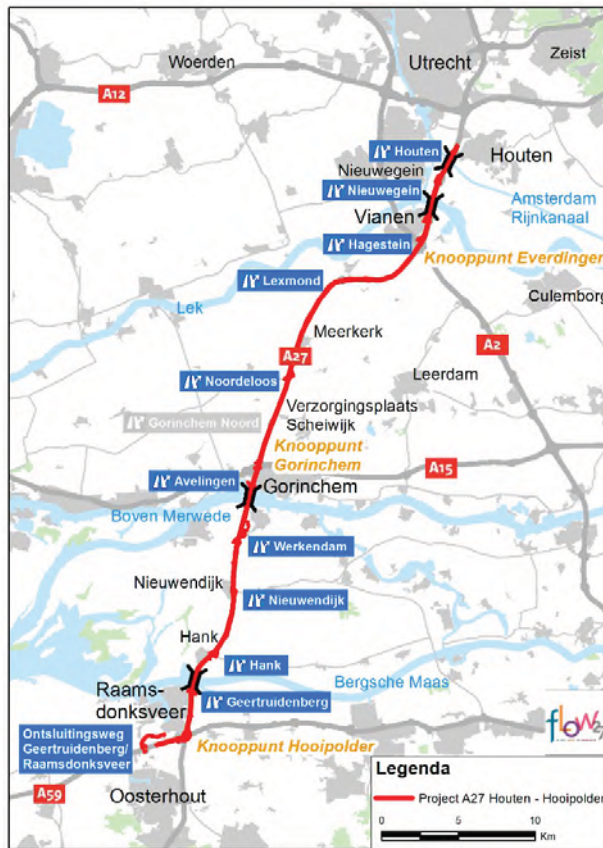 Woerden
Utrecht
Zeist
A12
Houten
Houten
Nieuwegein
Nieuwegein
Amsterdam
Rijnkanaal
Vianen
Hagestein
Knooppunt Everdingen
Lexmond
Culemborg
Lek
Meerkerk
A2
A27
Leerdam
Noordeloos
Verzorgingsplaats
Scheiwijk
Gorinchem Noord
Knooppunt
Gorinchem
A15
Avelingen
Gorinchem
Boven Merwede
Werkendam
Nieuwendijk
Nieuwendijk
Hank
Hank
Bergsche Maas
Raams-
donksveer
Geertruidenberg
Ontsluitingsweg
Geertruidenberg/
Raamsdonksveer
Knooppunt Hooipolder
flow27
A59
Oosterhout
Legenda
Project A27 Houten - Hooipolder
0 5 10
Km